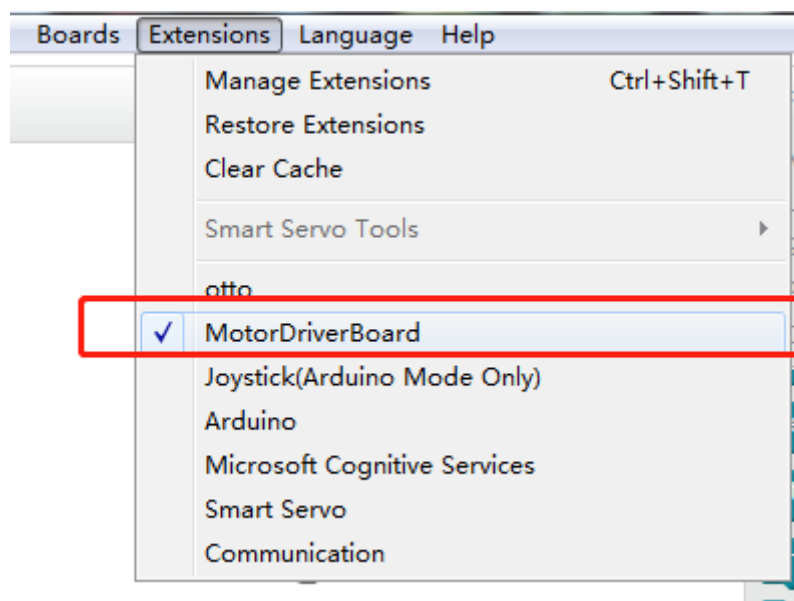 Boards Extensions Language Help
Manage Extensions Ctrl+Shift+T
Restore Extensions
Clear Cache
Smart Servo Tools
otto
MotorDriverBoard
Joystick(Arduino Mode Only)
Arduino
Microsoft Cognitive Services
Smart Servo
Communication